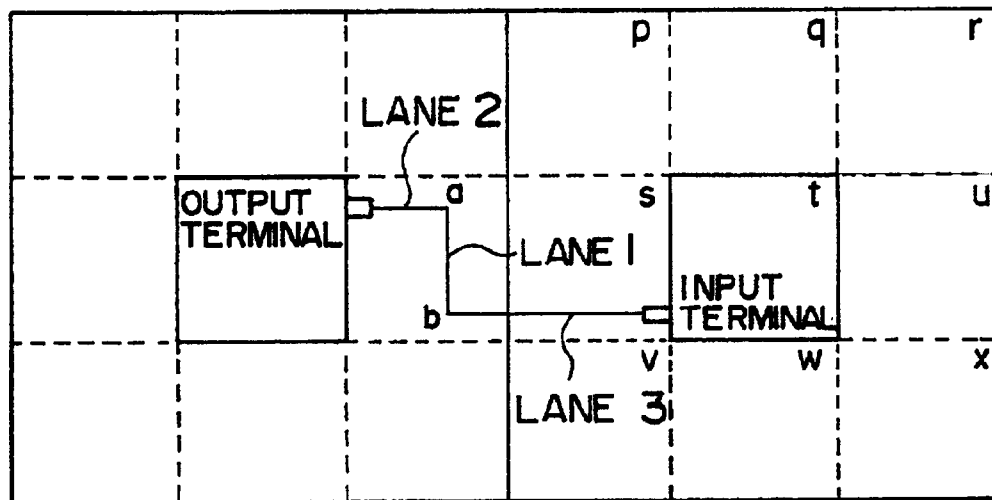 p q r
LANE 2
OUTPUT
TERMINAL
a s t u
LANE 1
INPUT
TERMINAL
b
v w x
LANE 3